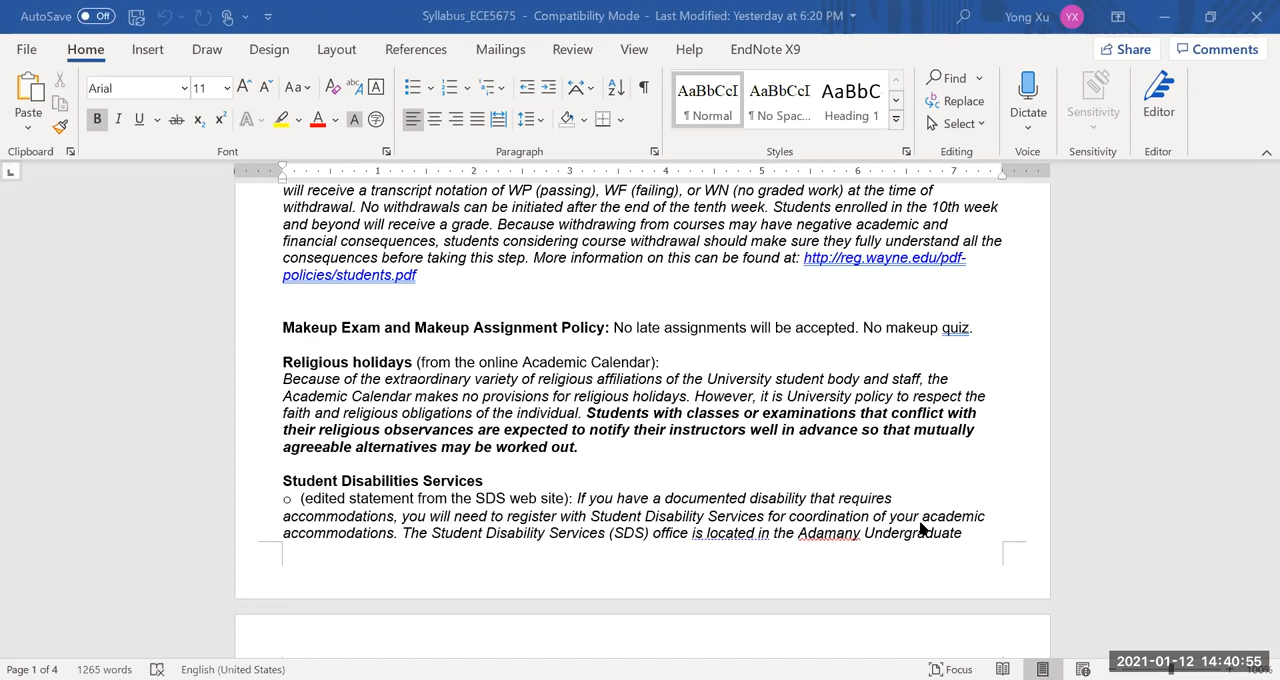 AutoSave Off Syllabus_ECE5675 - Compatibility Mode - Last Modified: Yesterday at 6:20 PM Yong Xu YX
File Home Insert Draw Design Layout References Mailings Review View Help EndNote X9 Share Comments
Paste Arial 11 AaBbCcI AaBbCcI AaBbC Find Replace Select Dictate Sensitivity Editor
¶ Normal ¶ No Spac... Heading 1
Clipboard Font Paragraph Styles Editing Voice Sensitivity Editor
1 2 3 4 5 6 7
will receive a transcript notation of WP (passing), WF (failing), or WN (no graded work) at the time of
withdrawal. No withdrawals can be initiated after the end of the tenth week. Students enrolled in the 10th week
and beyond will receive a grade. Because withdrawing from courses may have negative academic and
financial consequences, students considering course withdrawal should make sure they fully understand all the
consequences before taking this step. More information on this can be found at: http://reg.wayne.edu/pdf-
policies/students.pdf
Makeup Exam and Makeup Assignment Policy: No late assignments will be accepted. No makeup quiz.
Religious holidays (from the online Academic Calendar):
Because of the extraordinary variety of religious affiliations of the University student body and staff, the
Academic Calendar makes no provisions for religious holidays. However, it is University policy to respect the
faith and religious obligations of the individual. Students with classes or examinations that conflict with
their religious observances are expected to notify their instructors well in advance so that mutually
agreeable alternatives may be worked out.
Student Disabilities Services
o (edited statement from the SDS web site): If you have a documented disability that requires
accommodations, you will need to register with Student Disability Services for coordination of your academic
accommodations. The Student Disability Services (SDS) office is located in the Adamany Undergraduate
Page 1 of 4 1265 words English (United States) Focus 100%
2021-01-12 14:40:55